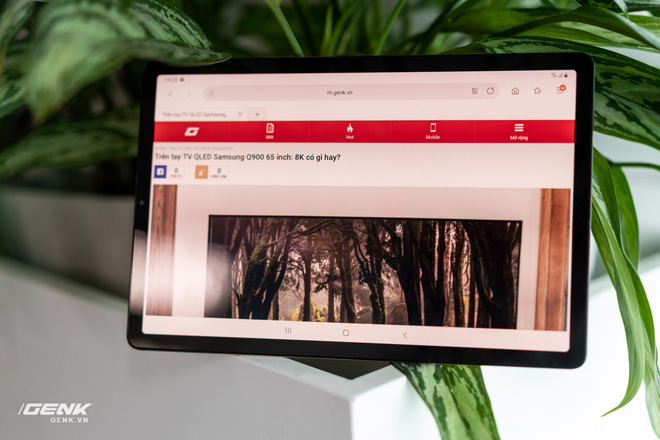 m.genk.vn
Trên tay TV QLED Samsung...
Mới
Hot
Mobile
Mở rộng
Trên tay TV QLED Samsung Q900 65 inch: 8K có gì hay?
0
0
GENK
GENK.VN